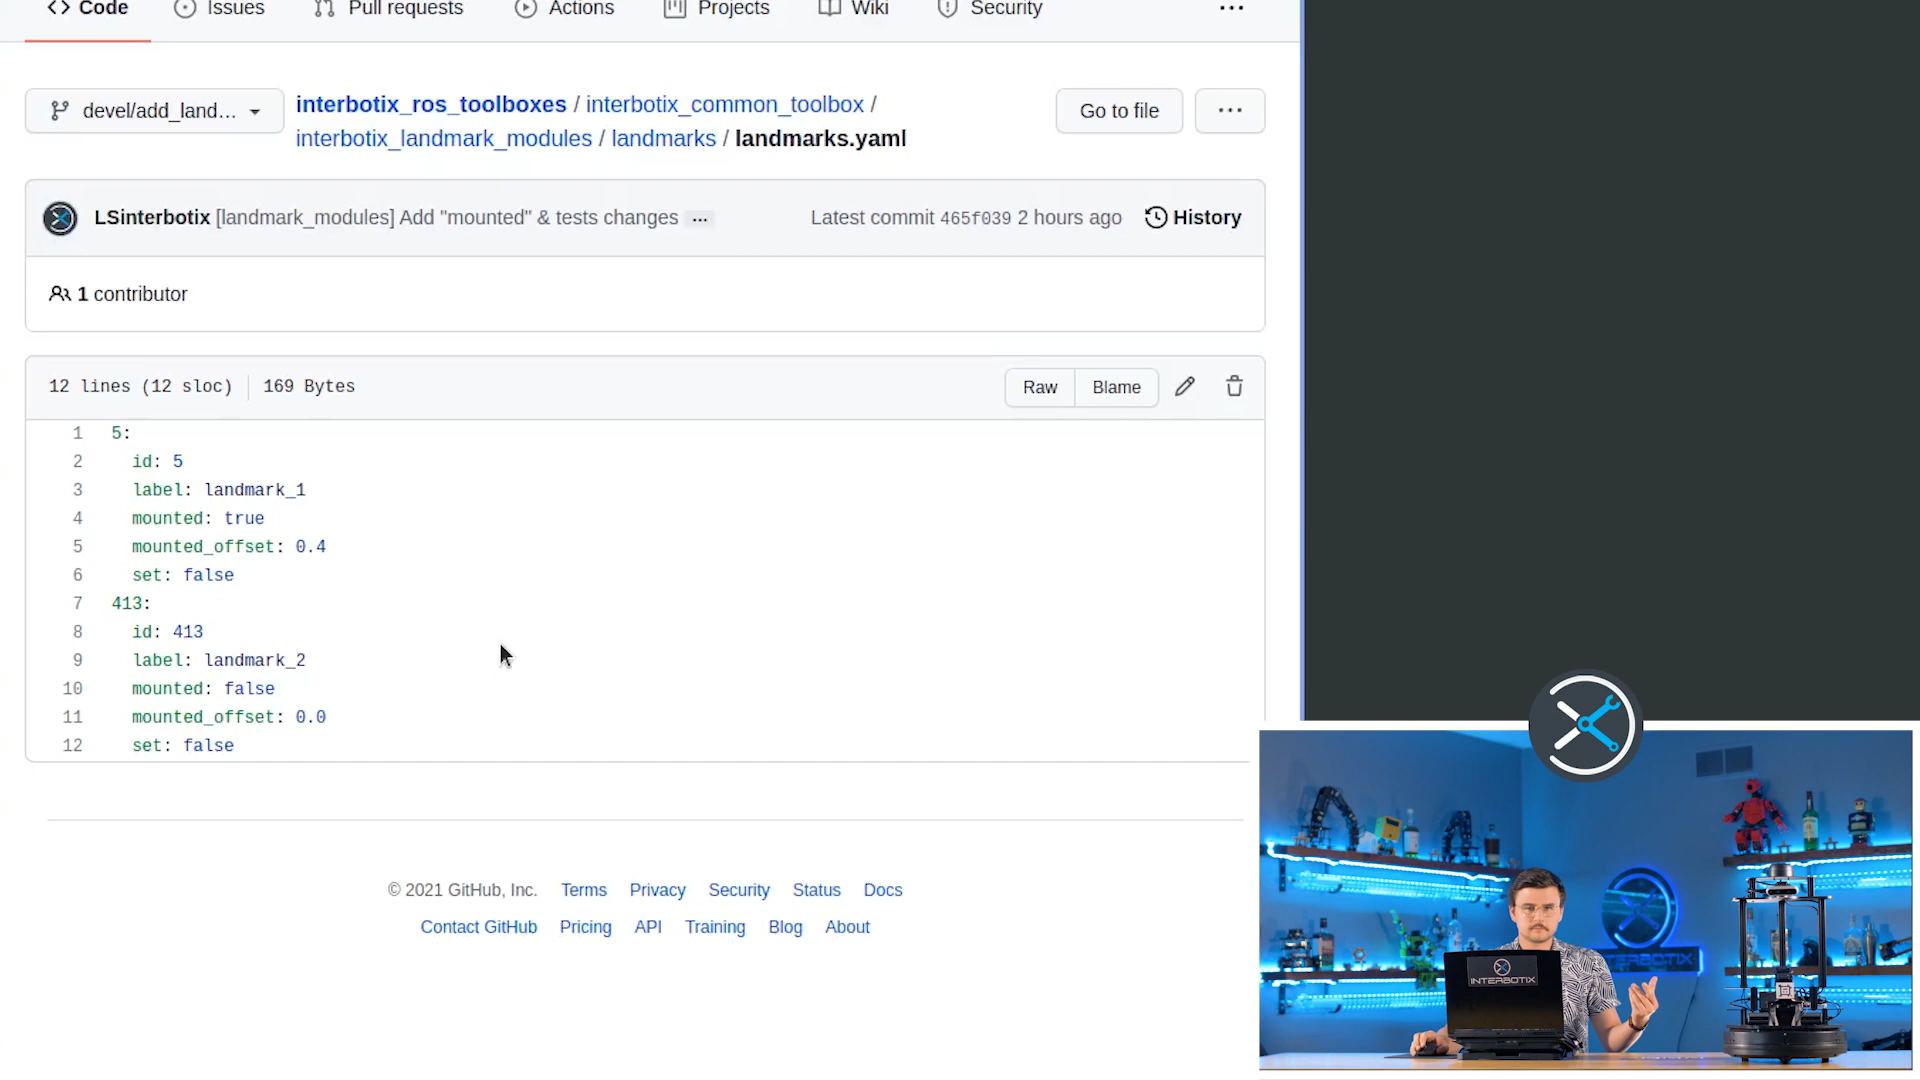 Code Issues Pull requests Actions Projects Wiki Security ...
devel/add_land...
interbotix_ros_toolboxes / interbotix_common_toolbox /
interbotix_landmark_modules / landmarks / landmarks.yaml
Go to file ...
LSinterbotix [landmark_modules] Add "mounted" & tests changes ... Latest commit 465f039 2 hours ago History
1 contributor
12 lines (12 sloc) 169 Bytes Raw Blame
1 5:
2 id: 5
3 label: landmark_1
4 mounted: true
5 mounted_offset: 0.4
6 set: false
7 413:
8 id: 413
9 label: landmark_2
10 mounted: false
11 mounted_offset: 0.0
12 set: false
© 2021 GitHub, Inc. Terms Privacy Security Status Docs
Contact GitHub Pricing API Training Blog About
INTERBOTIX
TERBOTIX